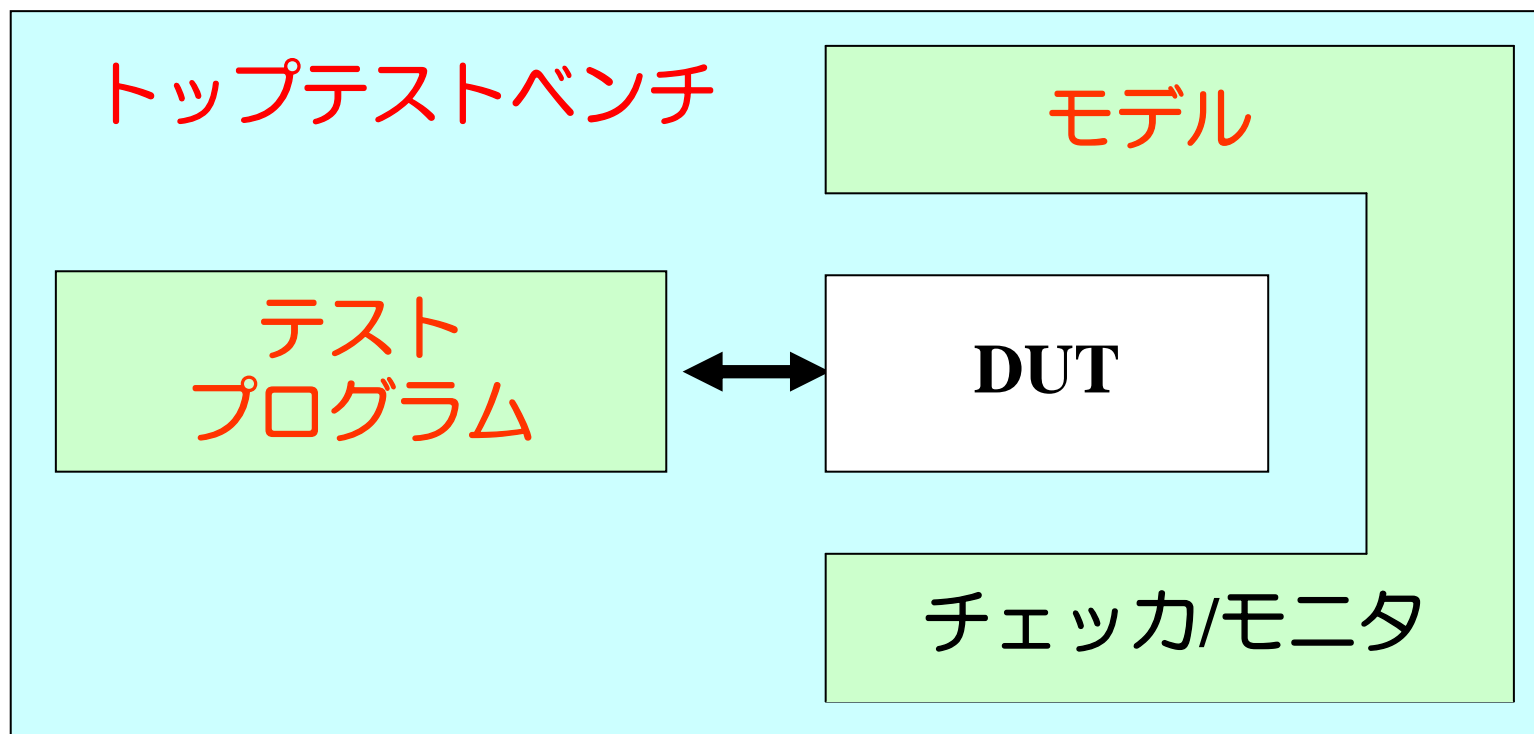 トップテストベンチ
モデル
テスト
プログラム
DUT
チェッカ/モニタ